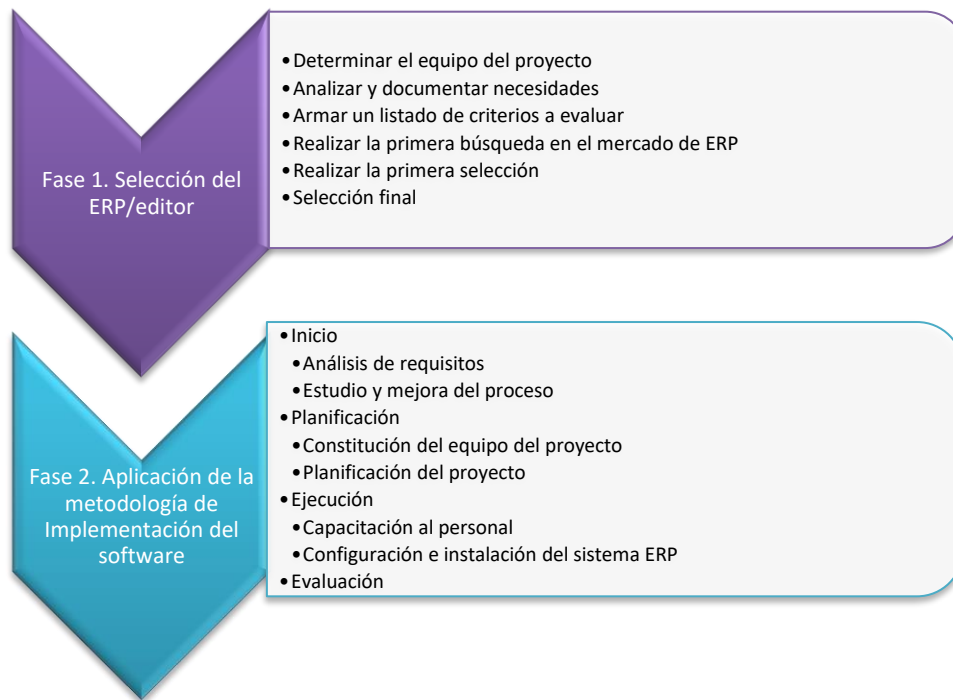 Fase 1. Selección del
ERP/editor
•Determinar el equipo del proyecto
•Analizar y documentar necesidades
•Armar un listado de criterios a evaluar
•Realizar la primera búsqueda en el mercado de ERP
•Realizar la primera selección
•Selección final
Fase 2. Aplicación de la
metodología de
Implementación del
software
•Inicio
•Análisis de requisitos
•Estudio y mejora del proceso
•Planificación
•Constitución del equipo del proyecto
•Planificación del proyecto
•Ejecución
•Capacitación al personal
•Configuración e instalación del sistema ERP
•Evaluación